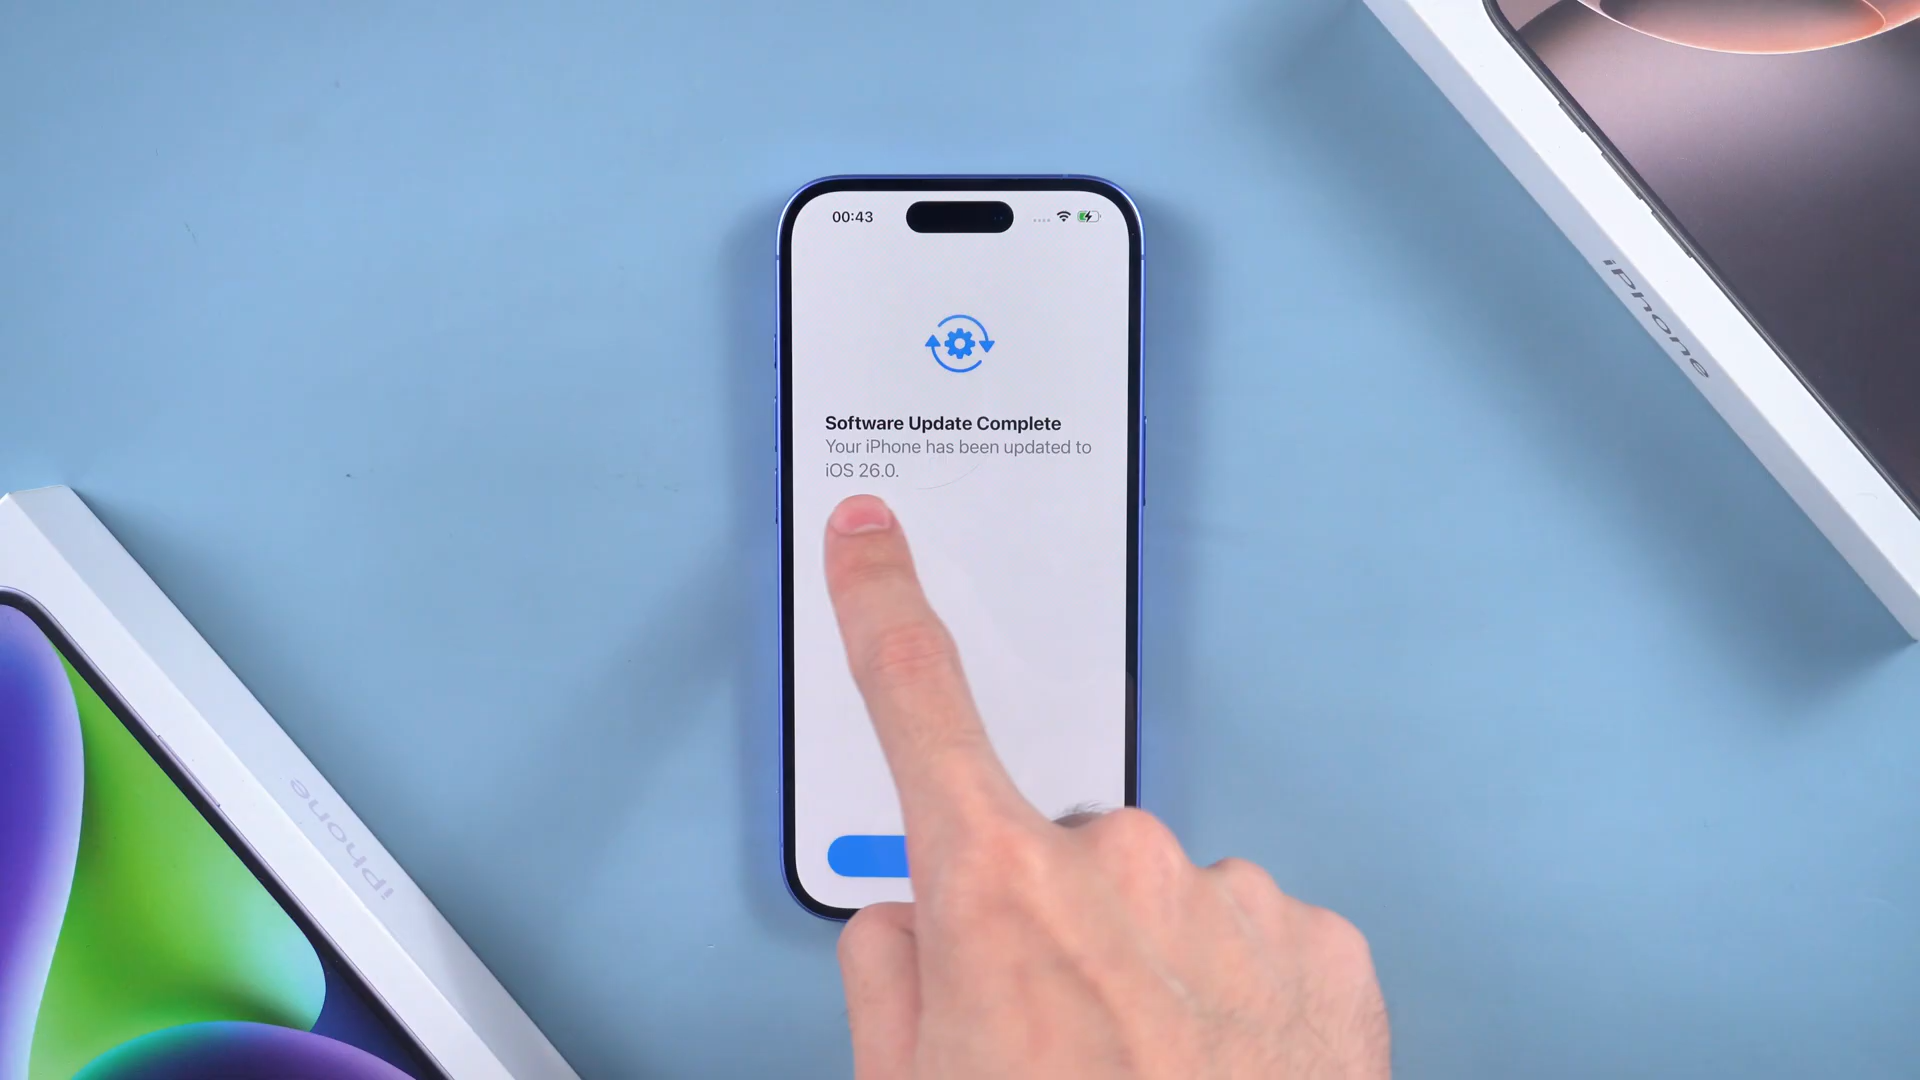 00:43
Software Update Complete
Your iPhone has been updated to
iOS 26.0.
iPhone
iPhone